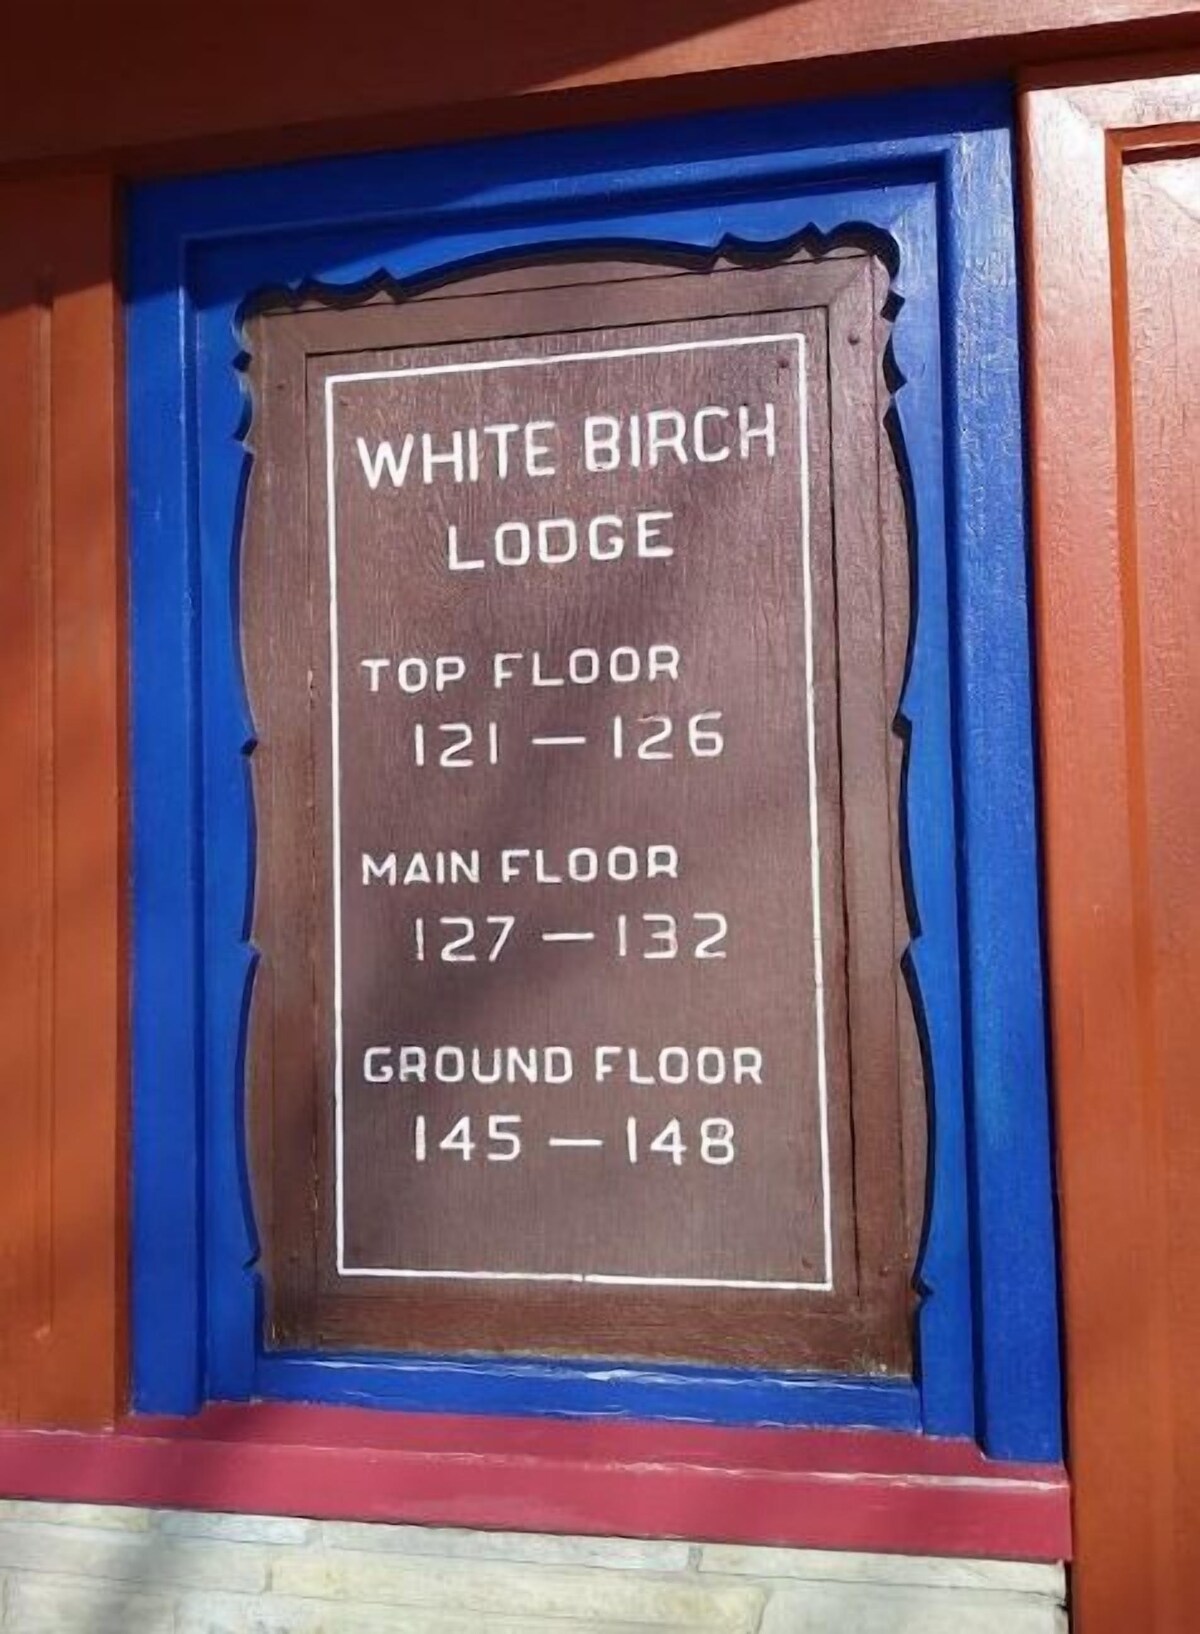 WHITE BIRCH
LODGE
TOP FLOOR
121 — 126
MAIN FLOOR
127 — 132
GROUND FLOOR
145 — 148